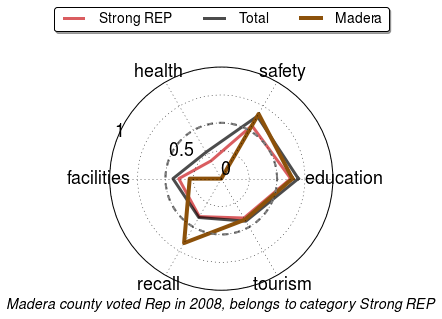 Strong REP Total Madera
health safety
1
0.5
0
facilities education
recall tourism
Madera county voted Rep in 2008, belongs to category Strong REP